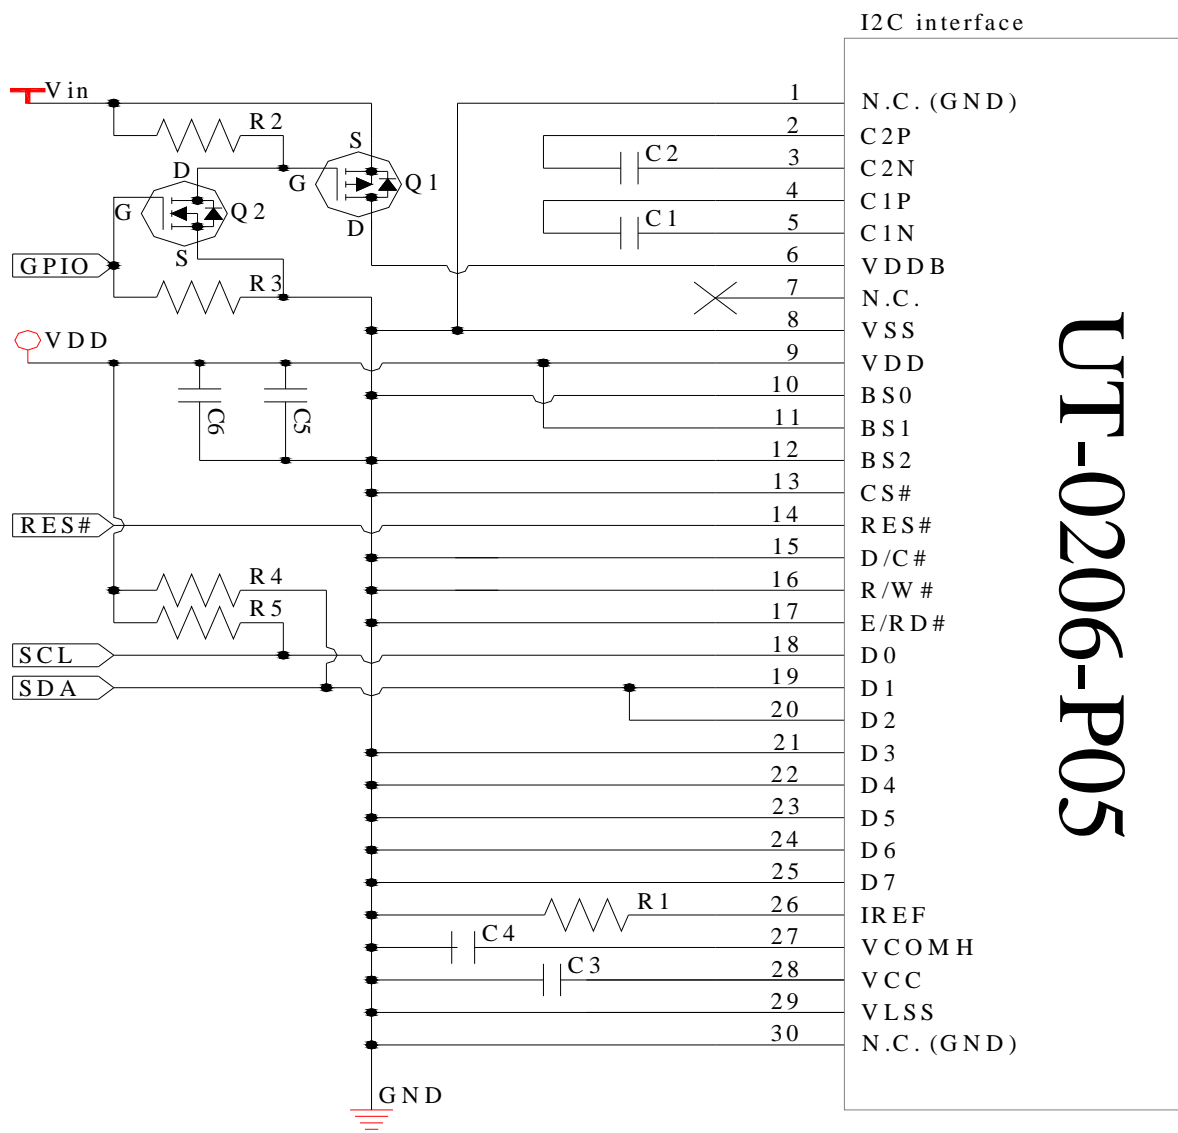 I2C interface
Vin
R2
S
G
Q1
D
D
G
Q2
S
GPIO
R3
VDD
C6
C5
RES#
R4
R5
SCL
SDA
C2
C1
R1
C4
C3
GND
1 N.C. (GND)
2 C2P
3 C2N
4 C1P
5 C1N
6 VDDB
7 N.C.
8 VSS
9 VDD
10 BS0
11 BS1
12 BS2
13 CS#
14 RES#
15 D/C#
16 R/W#
17 E/RD#
18 D0
19 D1
20 D2
21 D3
22 D4
23 D5
24 D6
25 D7
26 IREF
27 VCOMH
28 VCC
29 VLSS
30 N.C. (GND)
UT-0206-P05